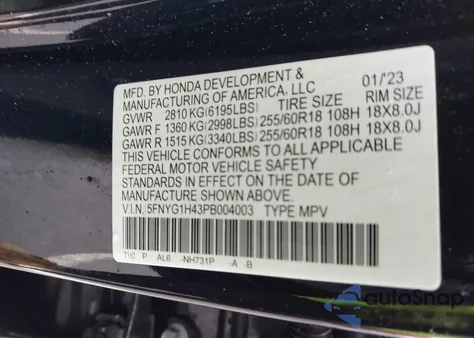 MFD. BY HONDA DEVELOPMENT & 01/'23
MANUFACTURING OF AMERICA, LLC
GVWR 2810 KG(6195LBS) TIRE SIZE RIM SIZE
GAWR F 1360 KG(2998LBS) 255/60R18 108H 18X8.0J
GAWR R 1515 KG(3340LBS) 255/60R18 108H 18X8.0J
THIS VEHICLE CONFORMS TO ALL APPLICABLE
FEDERAL MOTOR VEHICLE SAFETY
STANDARDS IN EFFECT ON THE DATE OF
MANUFACTURE SHOWN ABOVE.
V.I.N. 5FNYG1H43PB004003 TYPE MPV
T90 P AL6 NH731P -A -B
autoSnap